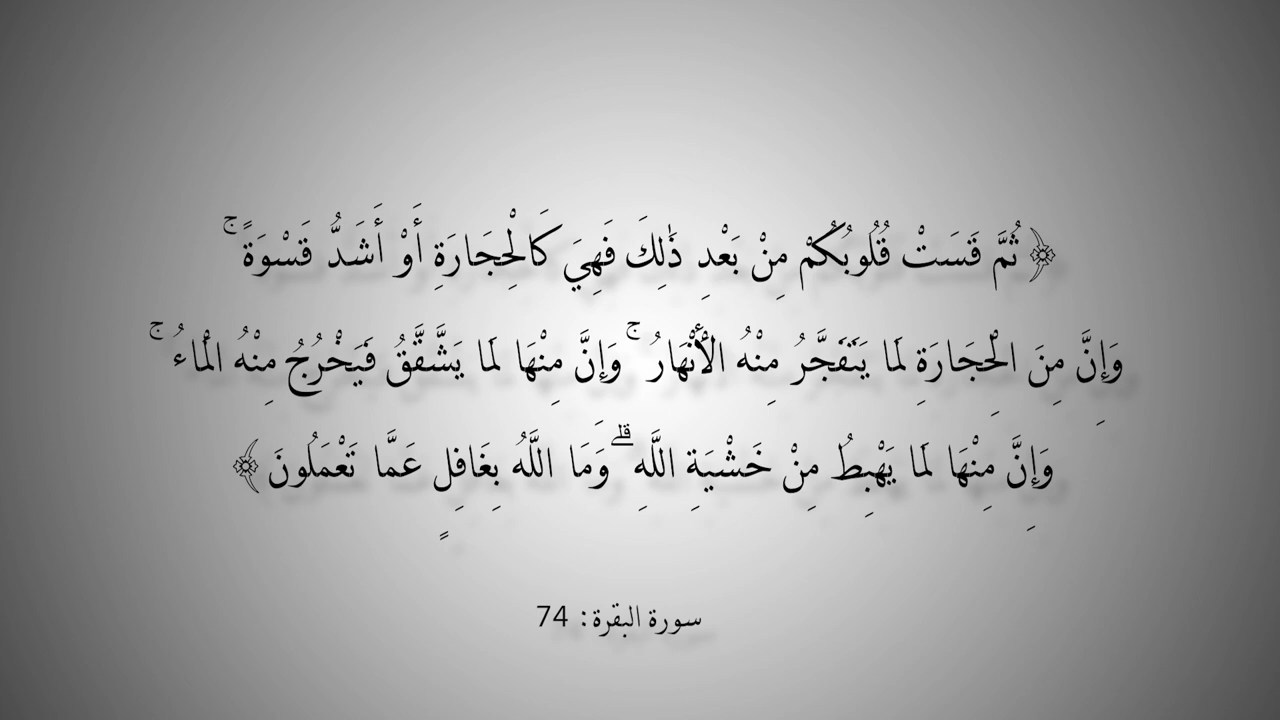 ﴿ثُمَّ قَسَتْ قُلُوبُكُمْ مِنْ بَعْدِ ذَٰلِكَ فَهِيَ كَالْحِجَارَةِ أَوْ أَشَدُّ قَسْوَةً ۚ
وَإِنَّ مِنَ الْحِجَارَةِ لَمَا يَتَفَجَّرُ مِنْهُ الْأَنْهَارُ ۚ وَإِنَّ مِنْهَا لَمَا يَشَّقَّقُ فَيَخْرُجُ مِنْهُ الْمَاءُ ۚ
وَإِنَّ مِنْهَا لَمَا يَهْبِطُ مِنْ خَشْيَةِ اللَّهِ ۗ وَمَا اللَّهُ بِغَافِلٍ عَمَّا تَعْمَلُونَ﴾
سورة البقرة: 74